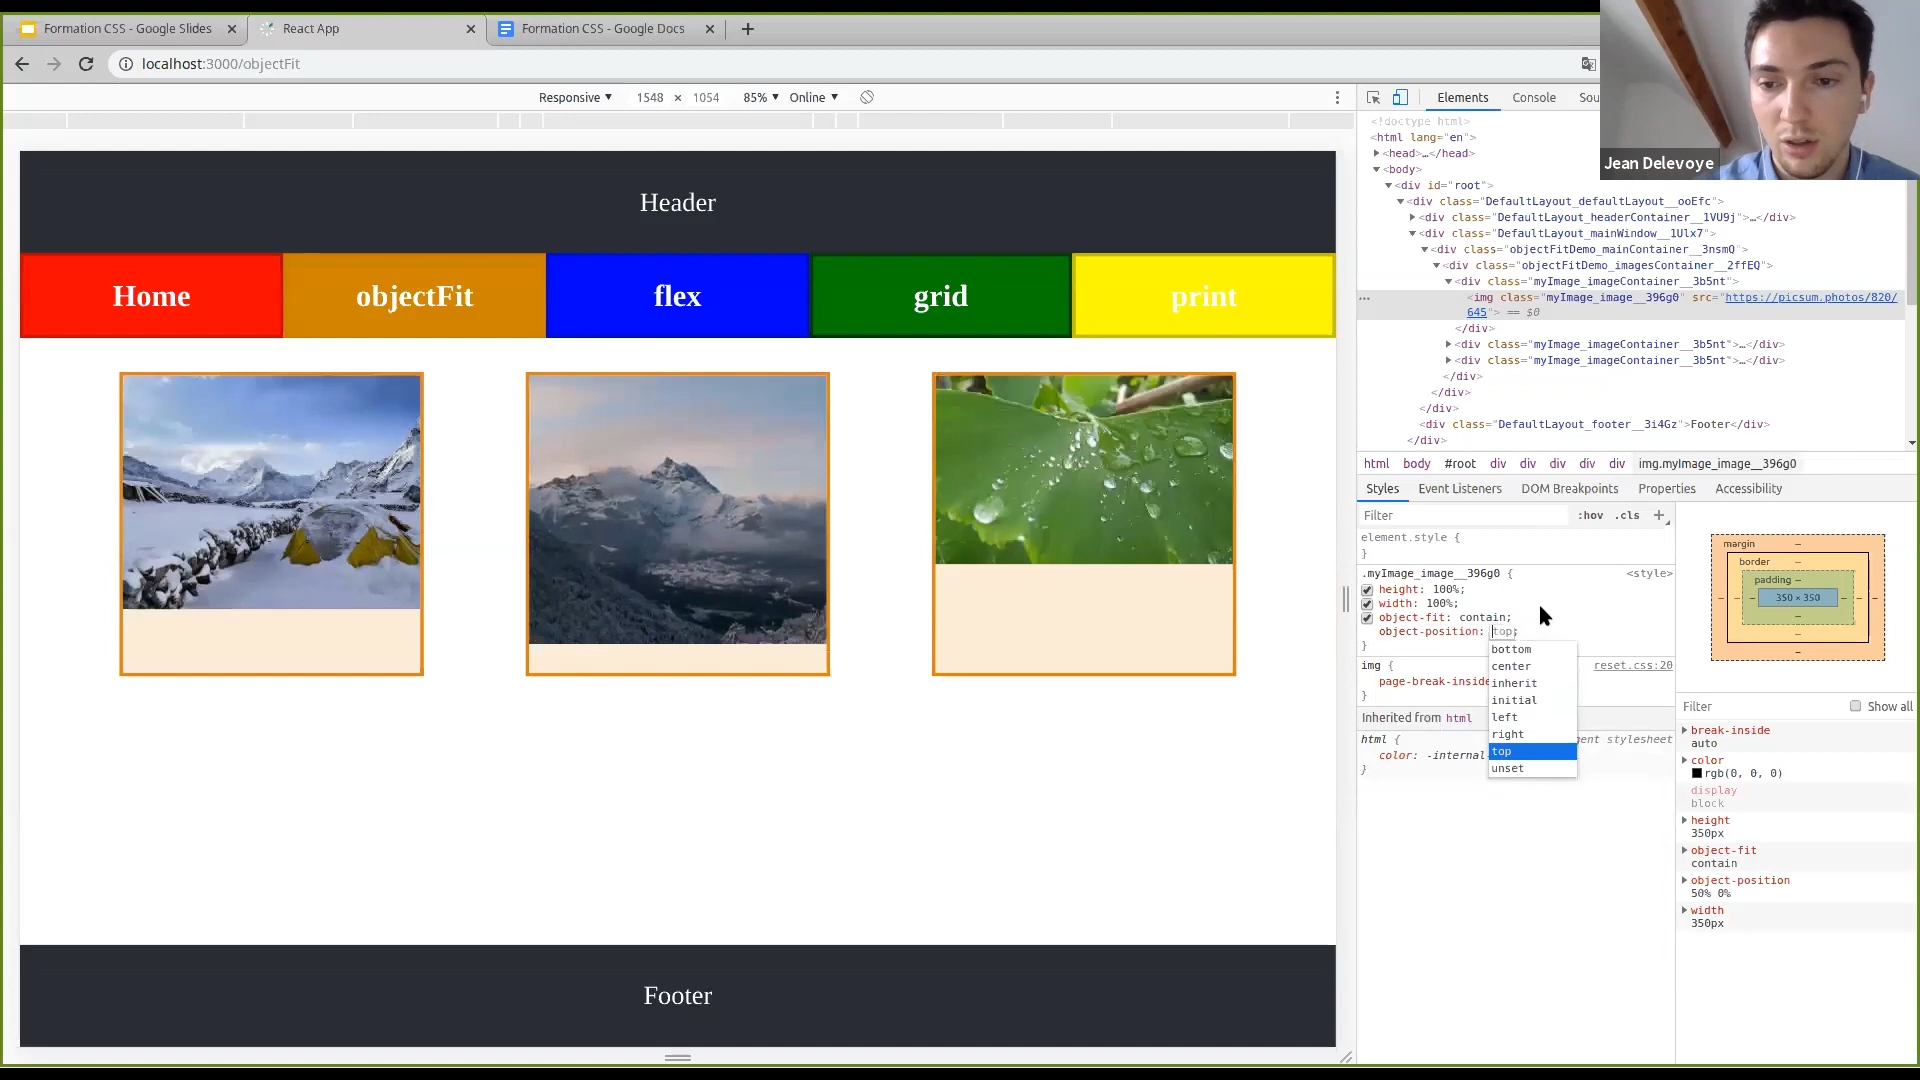 Formation CSS - Google Slides
React App
Formation CSS - Google Docs
localhost:3000/objectFit
Responsive
1548 × 1054
85%
Online
Header
Home
objectFit
flex
grid
print
Footer
Elements
Console
Sou
Jean Delevoye
<!doctype html>
<html lang="en">
<head>…</head>
<body>
<div id="root">
<div class="DefaultLayout_defaultLayout__ooEfc">
<div class="DefaultLayout_headerContainer__1VU9j">…</div>
<div class="DefaultLayout_mainWindow__1Ulx7">
<div class="objectFitDemo_mainContainer__3nsmQ">
<div class="objectFitDemo_imagesContainer__2ffEQ">
<div class="myImage_imageContainer__3b5nt">
<img class="myImage_image__396g0" src="https://picsum.photos/820/
645"> == $0
</div>
<div class="myImage_imageContainer__3b5nt">…</div>
<div class="myImage_imageContainer__3b5nt">…</div>
</div>
</div>
</div>
<div class="DefaultLayout_footer__3i4Gz">Footer</div>
</div>
html body #root div div div div div img.myImage_image__396g0
Styles
Event Listeners
DOM Breakpoints
Properties
Accessibility
Filter
:hov .cls +
element.style {
}
.myImage_image__396g0 {
<style>
height: 100%;
width: 100%;
object-fit: contain;
object-position: top;
}
bottom
center
inherit
initial
left
right
top
unset
img {
reset.css:20
page-break-inside
}
Inherited from html
html {
gent stylesheet
color: -internal-
}
margin –
border –
padding –
350 × 350
Filter
Show all
break-inside
auto
color
rgb(0, 0, 0)
display
block
height
350px
object-fit
contain
object-position
50% 0%
width
350px